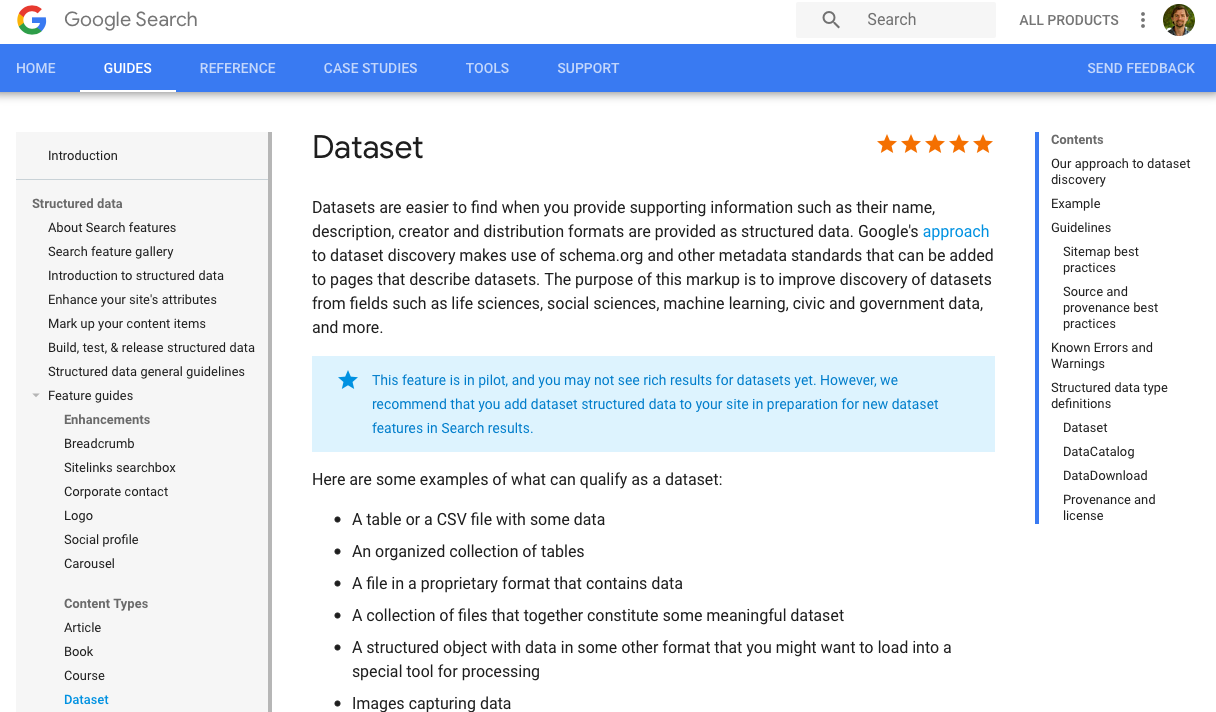 Google Search
Search
ALL PRODUCTS
HOME
GUIDES
REFERENCE
CASE STUDIES
TOOLS
SUPPORT
SEND FEEDBACK
Introduction
Structured data
About Search features
Search feature gallery
Introduction to structured data
Enhance your site's attributes
Mark up your content items
Build, test, & release structured data
Structured data general guidelines
Feature guides
Enhancements
Breadcrumb
Sitelinks searchbox
Corporate contact
Logo
Social profile
Carousel
Content Types
Article
Book
Course
Dataset
Dataset
Datasets are easier to find when you provide supporting information such as their name,
description, creator and distribution formats are provided as structured data. Google's approach
to dataset discovery makes use of schema.org and other metadata standards that can be added
to pages that describe datasets. The purpose of this markup is to improve discovery of datasets
from fields such as life sciences, social sciences, machine learning, civic and government data,
and more.
This feature is in pilot, and you may not see rich results for datasets yet. However, we
recommend that you add dataset structured data to your site in preparation for new dataset
features in Search results.
Here are some examples of what can qualify as a dataset:
A table or a CSV file with some data
An organized collection of tables
A file in a proprietary format that contains data
A collection of files that together constitute some meaningful dataset
A structured object with data in some other format that you might want to load into a
special tool for processing
Images capturing data
Contents
Our approach to dataset
discovery
Example
Guidelines
Sitemap best
practices
Source and
provenance best
practices
Known Errors and
Warnings
Structured data type
definitions
Dataset
DataCatalog
DataDownload
Provenance and
license